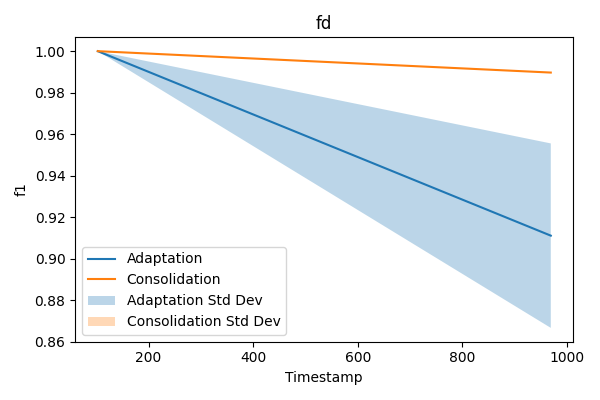 fd
1.00
0.98
0.96
0.94
0.92
0.90
0.88
0.86
f1
Adaptation
Consolidation
Adaptation Std Dev
Consolidation Std Dev
200 400 600 800 1000
Timestamp